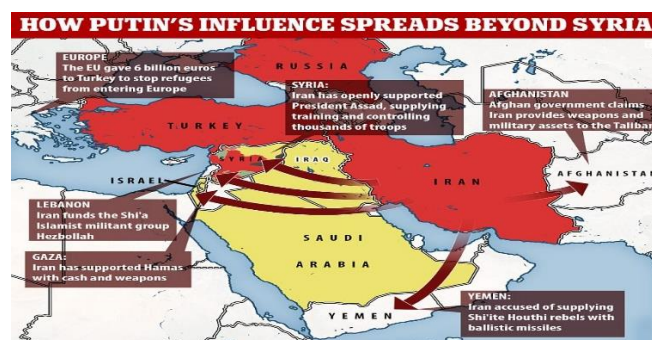 HOW PUTIN'S INFLUENCE SPREADS BEYOND SYRIA
EUROPE
The EU gave 6 billon euros
to Turkey to stop refugees
from entering Europe
RUSSIA
SYRIA:
Iran has openly supported
President Assad, supplying
training and controlling
thousands of troops
AFGHANISTAN
Afghan government claims
Iran provides weapons and
military assets to the Taliban
TURKEY
SYRIA
IRAQ
ISRAEL
IRAN
AFGHANISTAN
LEBANON
Iran funds the Shi'a
Islamist militant group
Hezbollah
GAZA:
Iran has supported Hamas
with cash and weapons
SAUDI
ARABIA
YEMEN
YEMEN:
Iran accused of supplying
Shi'ite Houthi rebels with
ballistic missiles